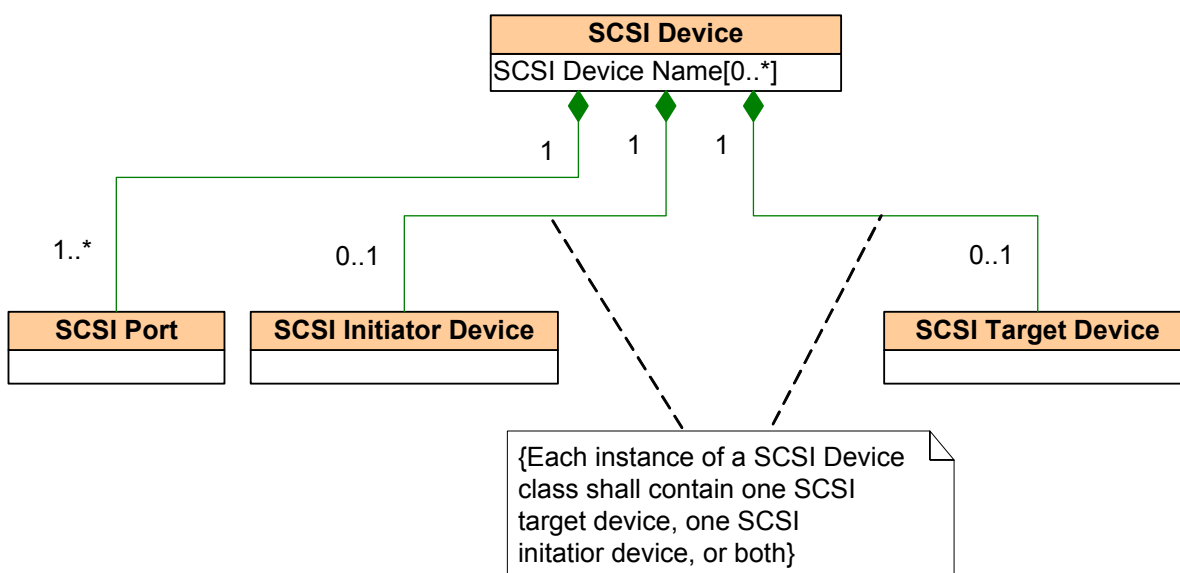 SCSI Device
SCSI Device Name[0..*]
1
1
1
1..*
0..1
0..1
SCSI Port
SCSI Initiator Device
SCSI Target Device
{Each instance of a SCSI Device
class shall contain one SCSI
target device, one SCSI
initatior device, or both}